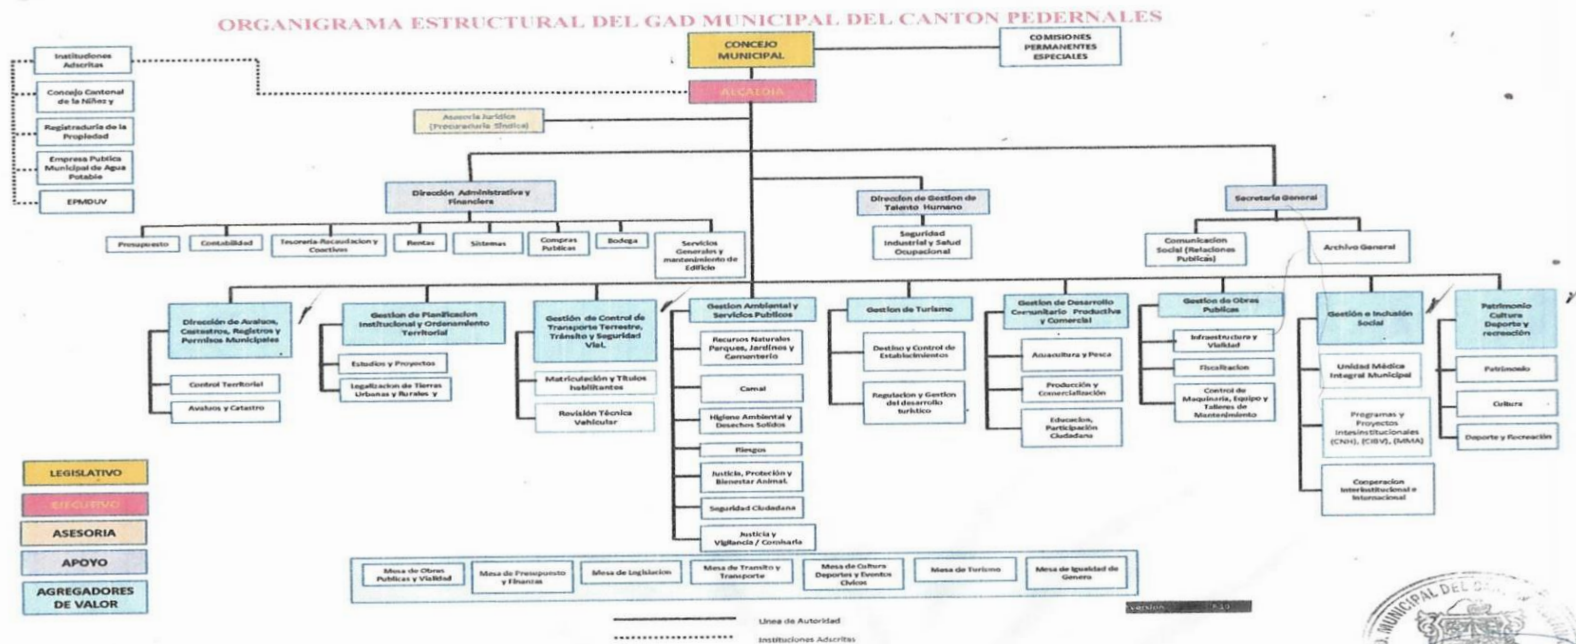 ORGANIGRAMA ESTRUCTURAL DEL GAD MUNICIPAL DEL CANTON PEDERNALES
CONCEJO
MUNICIPAL
COMISIONES
PERMANENTES
ESPECIALES
ALCALDIA
Instituciones
Adscritas
Concejo Cantonal
de la Niñez y
Registraduria de la
Propiedad
Empresa Publica
Municipal de Agua
Potable
EPMDUV
Asesoria Juridica
(Procuraduria Sindica)
Dirección Administrativa y
Financiera
Direccion de Gestion de
Talento Humano
Secretaria General
Presupuesto
Contabilidad
Tesoreria-Recaudacion y
Coactivas
Rentas
Sistemas
Compras
Publicas
Bodega
Servicios
Generales y
mantenimiento de
Edificio
Seguridad
Industrial y Salud
Ocupacional
Comunicacion
Social (Relaciones
Publicas)
Archivo General
Dirección de Avaluos,
Catastros, Registros y
Permisos Municipales
Control Territorial
Avaluos y Catastro
Gestion de Planificacion
Institucional y Ordenamiento
Territorial
Estudios y Proyectos
Legalizacion de Tierras
Urbanas y Rurales y
Gestión de Control de
Transporte Terrestre,
Tránsito y Seguridad
Vial.
Matriculación y Títulos
habilitantes
Revisión Técnica
Vehicular
Gestion Ambiental y
Servicios Publicos
Recursos Naturales
Parques, Jardines y
Cementerio
Camal
Higiene Ambiental y
Desechos Solidos
Riesgos
Justicia, Proteción y
Bienestar Animal.
Seguridad Ciudadana
Justicia y
Vigilancia / Comisaria
Gestion de Turismo
Destino y Control de
Establecimientos
Regulacion y Gestion
del desarrollo
turistico
Gestion de Desarrollo
Comunitario Productiva
y Comercial
Acuacultura y Pesca
Producción y
Comercialización
Educacion,
Participación
Ciudadana
Gestion de Obras
Publicas
Infraestructura y
Vialidad
Fiscalizacion
Control de
Maquinaria, Equipo y
Talleres de
Mantenimiento
Gestión e Inclusión
Social
Unidad Médica
Integral Municipal
Programas y
Proyectos
Intesinstitucionales
(CNH), (CIBV), (MMA)
Cooperacion
Interinstitucional e
Internacional
Patrimonio
Cultura
Deporte y
recreación
Patrimonio
Cultura
Deporte y Recreación
LEGISLATIVO
EJECUTIVO
ASESORIA
APOYO
AGREGADORES
DE VALOR
Mesa de Obras
Publicas y Vialidad
Mesa de Presupuesto
y Finanzas
Mesa de Legislacion
Mesa de Transito y
Transporte
Mesa de Cultura
Deportes y Eventos
Civicos
Mesa de Turismo
Mesa de Igualdad de
Genero
Linea de Autoridad
Instituciones Adscritas
MUNICIPAL DEL